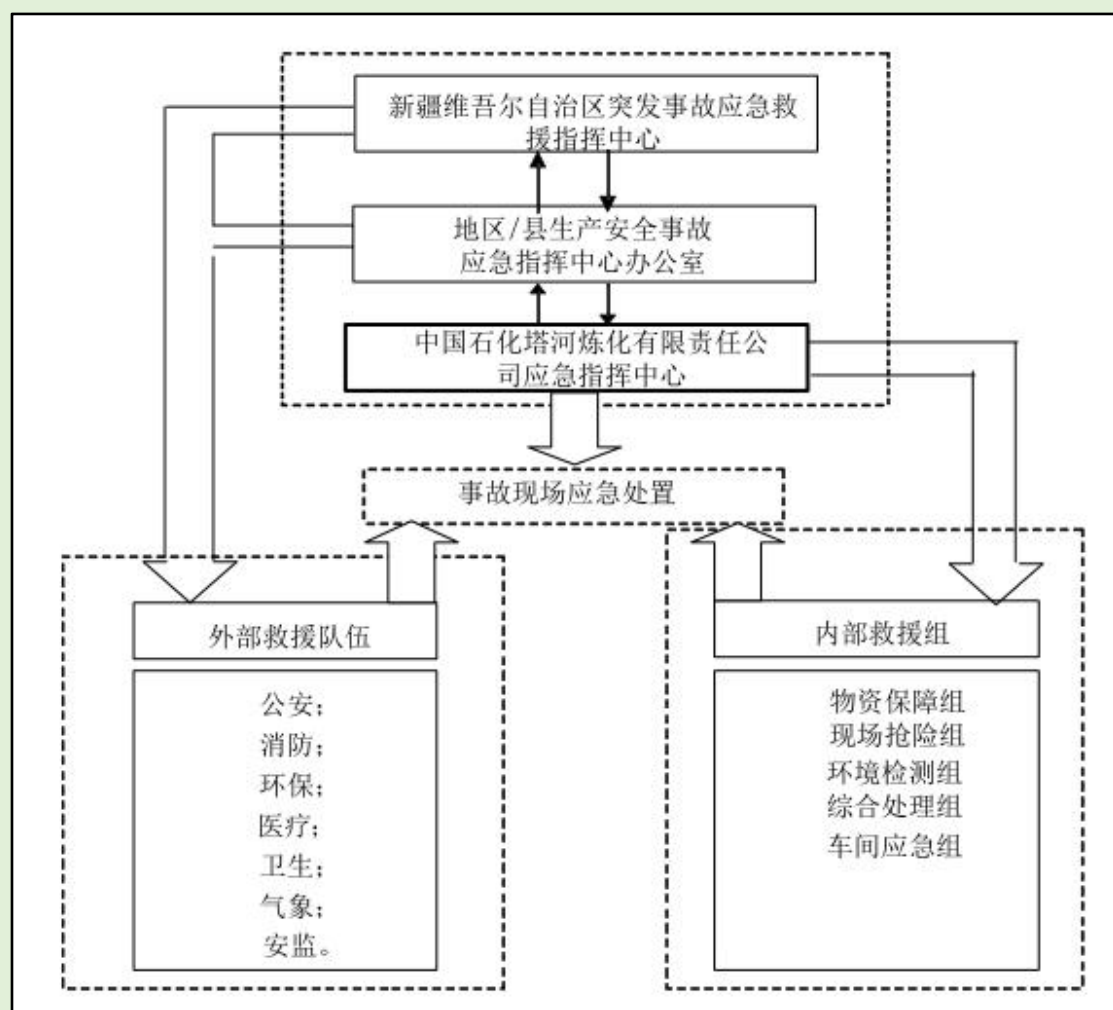 新疆维吾尔自治区突发事故应急救
援指挥中心
地区/县生产安全事故
应急指挥中心办公室
中国石化塔河炼化有限责任公
司应急指挥中心
事故现场应急处置
外部救援队伍
公安；
消防；
环保；
医疗；
卫生；
气象；
安监。
内部救援组
物资保障组
现场抢险组
环境检测组
综合处理组
车间应急组